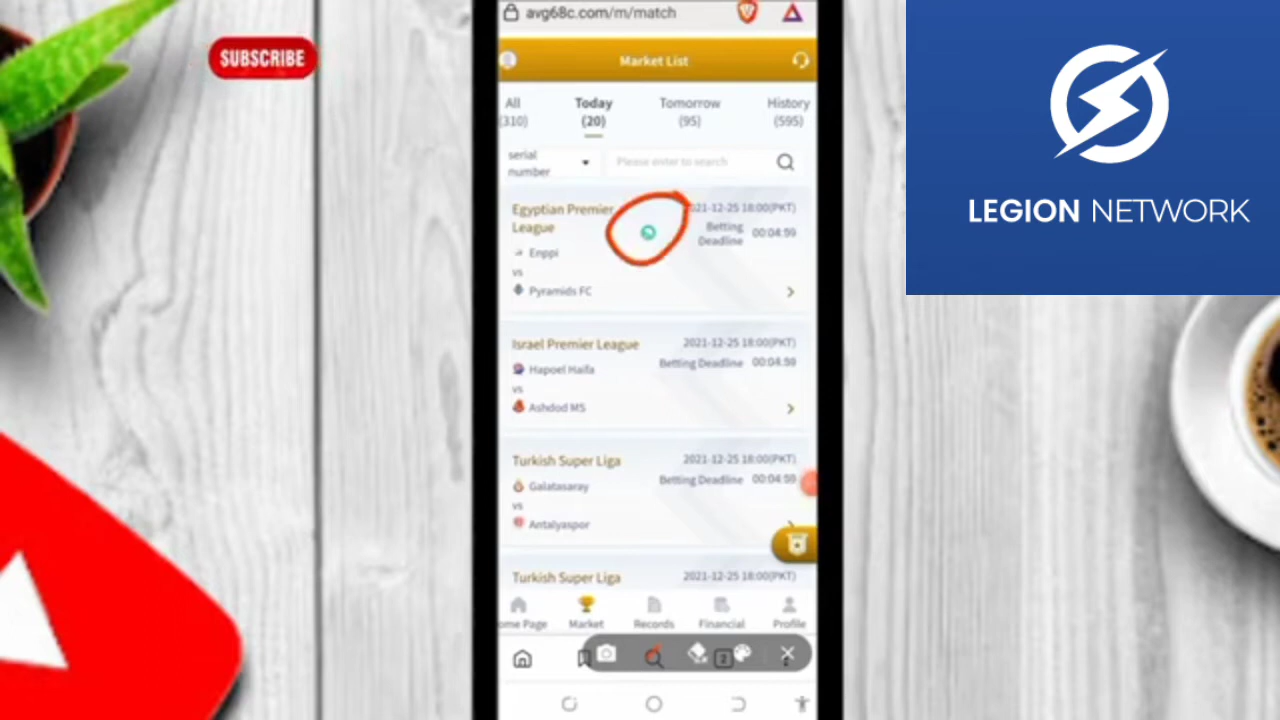 avg68c.com/m/match
SUBSCRIBE
Market List
All
(310)
Today
(20)
Tomorrow
(95)
History
(595)
serial
number
Please enter to search
Egyptian Premier
League
2021-12-25 18:00(PKT)
Betting
Deadline
00:04:59
Enppi
vs
Pyramids FC
Israel Premier League
2021-12-25 18:00(PKT)
Betting Deadline 00:04:59
Hapoel Haifa
vs
Ashdod MS
Turkish Super Liga
2021-12-25 18:00(PKT)
Betting Deadline 00:04:59
Galatasaray
vs
Antalyaspor
Turkish Super Liga
2021-12-25 18:00(PKT)
ome Page
Market
Records
Financial
Profile
2
LEGION NETWORK